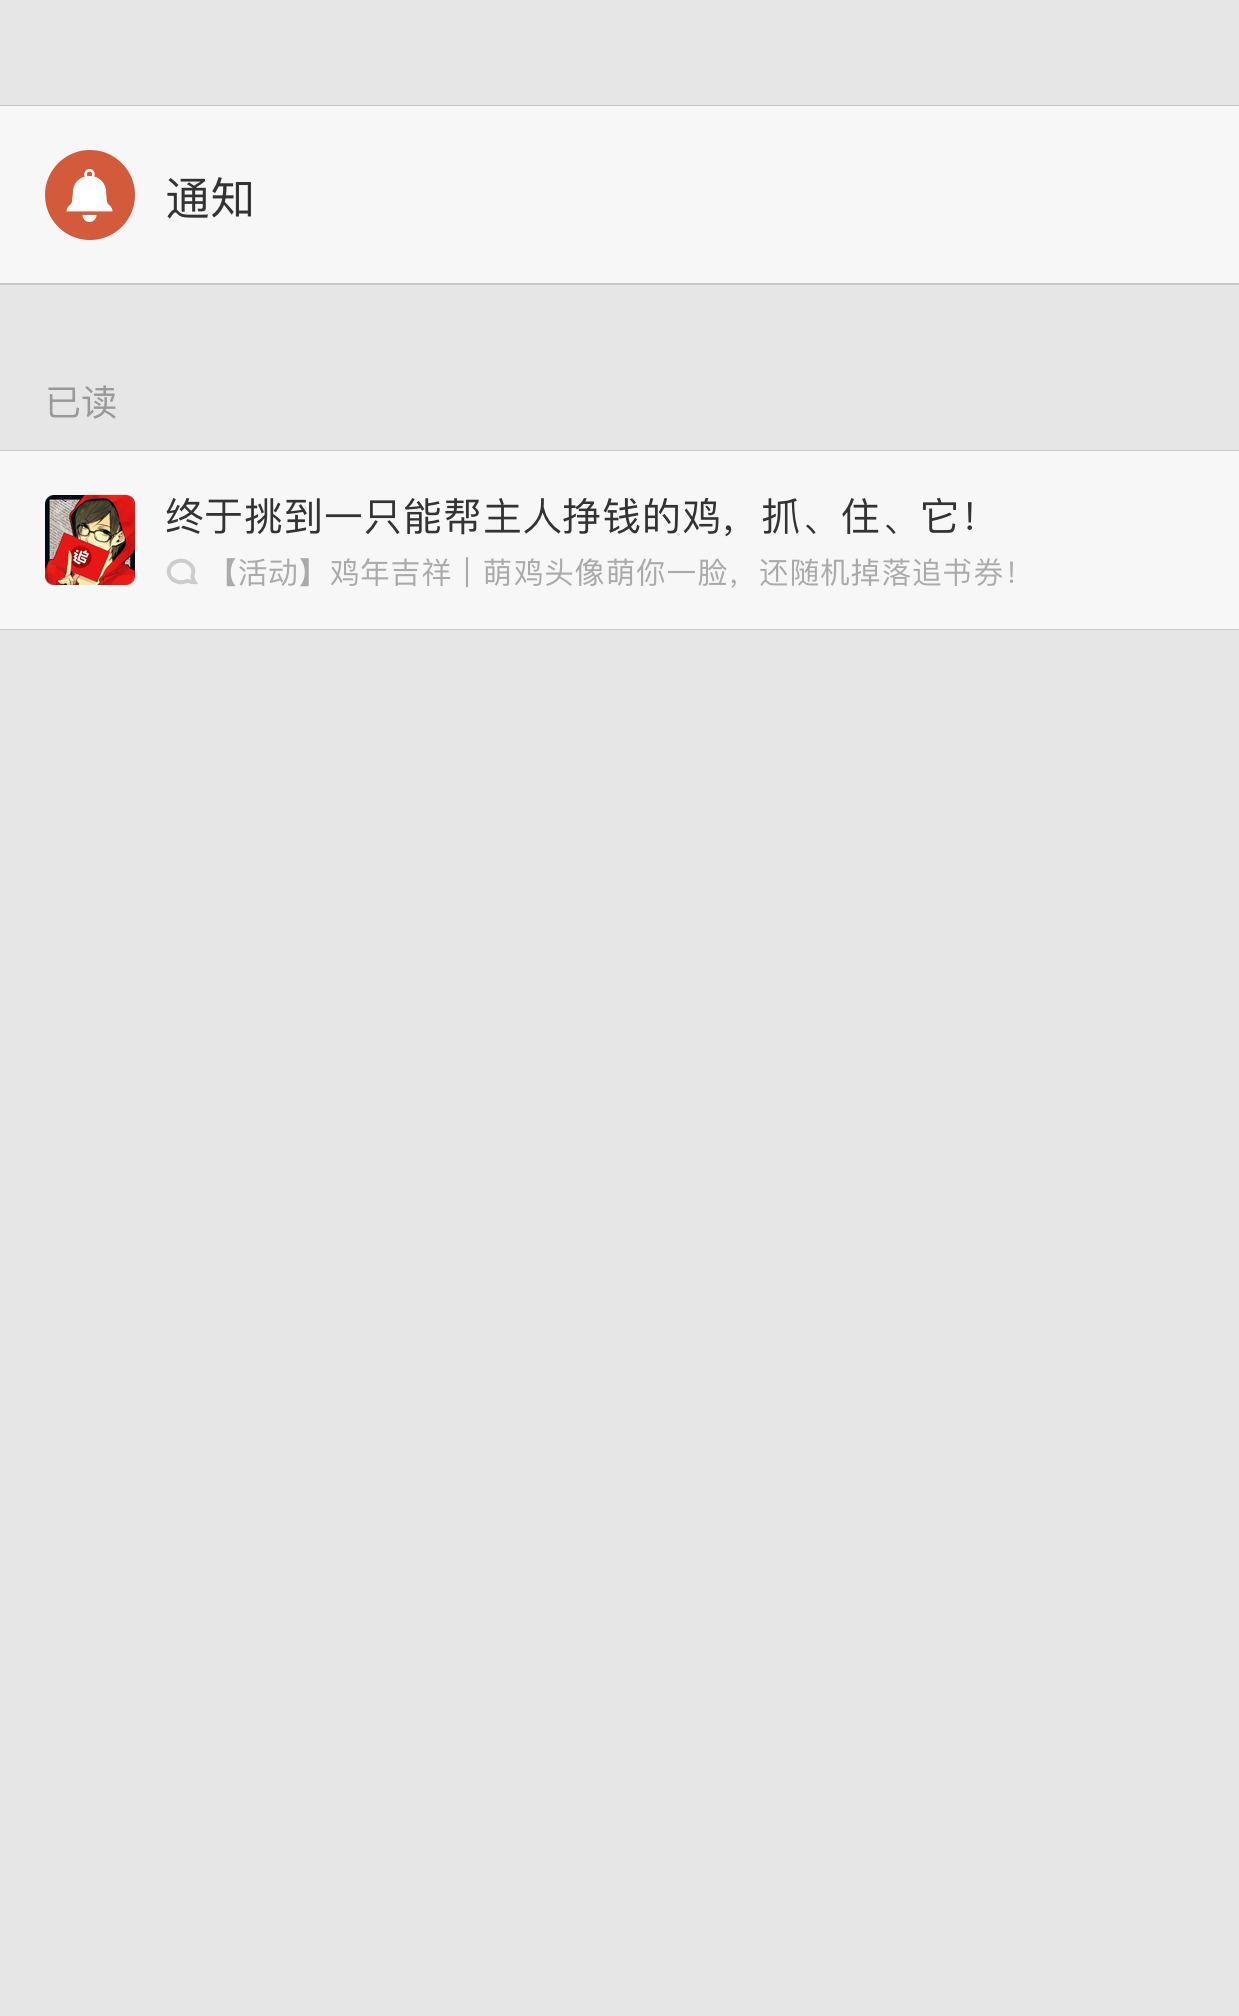 通知
已读
终于挑到一只能帮主人挣钱的鸡，抓、住、它！
追
【活动】鸡年吉祥｜萌鸡头像萌你一脸，还随机掉落追书券！